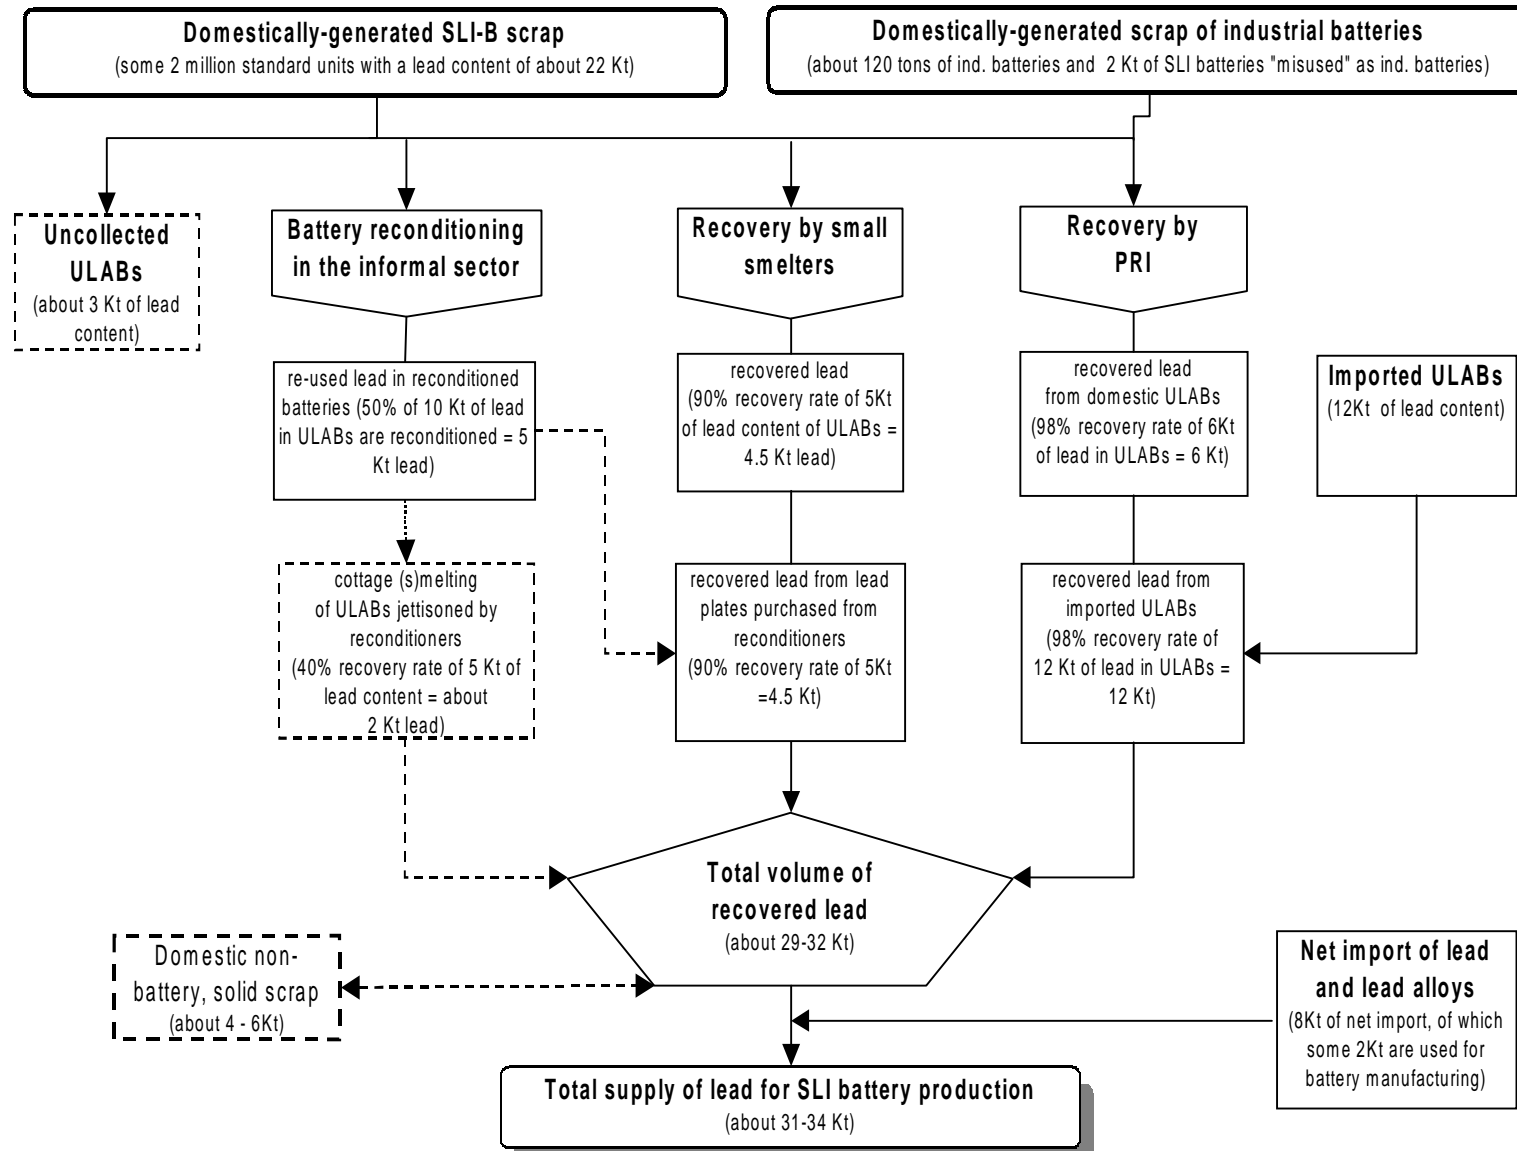 Domestically-generated SLI-B scrap
(some 2 million standard units with a lead content of about 22 Kt)
Domestically-generated scrap of industrial batteries
(about 120 tons of ind. batteries and 2 Kt of SLI batteries "misused" as ind. batteries)
Uncollected
ULABs
(about 3 Kt of lead
content)
Battery reconditioning
in the informal sector
Recovery by small
smelters
Recovery by
PRI
re-used lead in reconditioned
batteries (50% of 10 Kt of lead
in ULABs are reconditioned = 5
Kt lead)
recovered lead
(90% recovery rate of 5Kt
of lead content of ULABs =
4.5 Kt lead)
recovered lead
from domestic ULABs
(98% recovery rate of 6Kt
of lead in ULABs = 6 Kt)
Imported ULABs
(12Kt of lead content)
cottage (s)melting
of ULABs jettisoned by
reconditioners
(40% recovery rate of 5 Kt of
lead content = about
2 Kt lead)
recovered lead from lead
plates purchased from
reconditioners
(90% recovery rate of 5Kt
=4.5 Kt)
recovered lead from
imported ULABs
(98% recovery rate of
12 Kt of lead in ULABs =
12 Kt)
Total volume of
recovered lead
(about 29-32 Kt)
Domestic non-
battery, solid scrap
(about 4 - 6Kt)
Net import of lead
and lead alloys
(8Kt of net import, of which
some 2Kt are used for
battery manufacturing)
Total supply of lead for SLI battery production
(about 31-34 Kt)